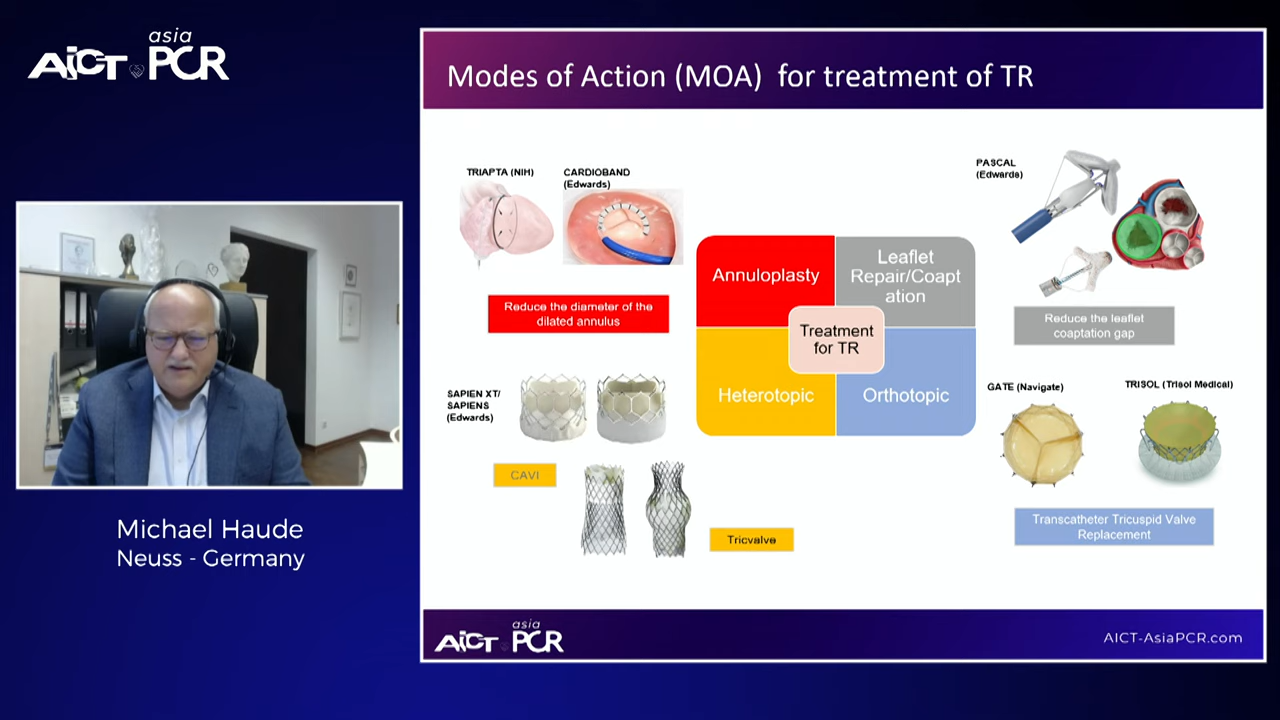 asia
AICT PCR
Michael Haude
Neuss - Germany
Modes of Action (MOA) for treatment of TR
TRIAPTA (NIH)
CARDIOBAND
(Edwards)
Reduce the diameter of the
dilated annulus
SAPIEN XT/
SAPIENS
(Edwards)
CAVI
Tricvalve
Annuloplasty
Leaflet
Repair/Coapt
ation
Treatment
for TR
Heterotopic
Orthotopic
PASCAL
(Edwards)
Reduce the leaflet
coaptation gap
GATE (Navigate)
TRISOL (Trisol Medical)
Transcatheter Tricuspid Valve
Replacement
asia
AICT PCR
AICT-AsiaPCR.com